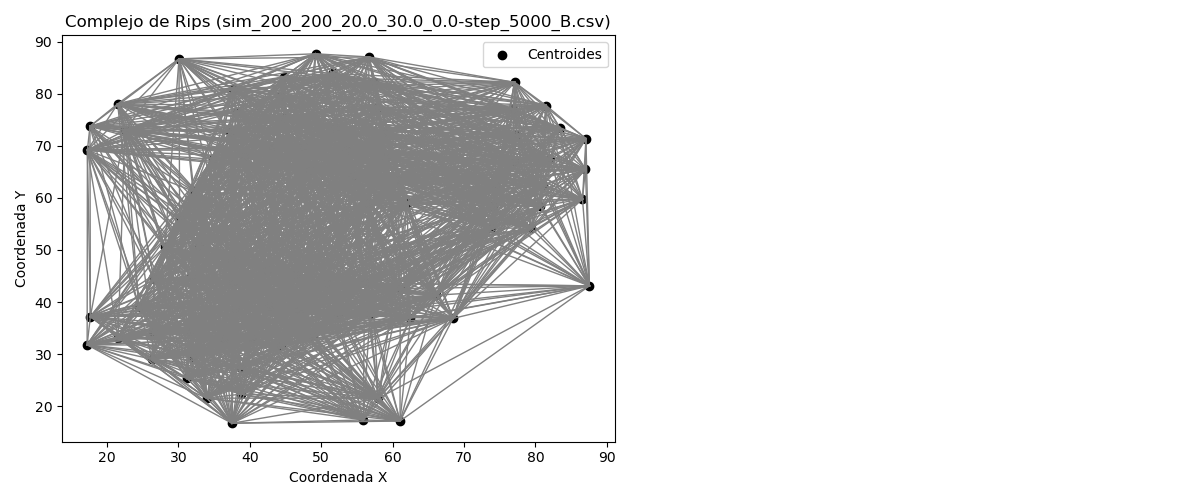 Complejo de Rips (sim_200_200_20.0_30.0_0.0-step_5000_B.csv)
Centroides
90
80
70
60
50
40
30
20
Coordenada Y
20 30 40 50 60 70 80 90
Coordenada X